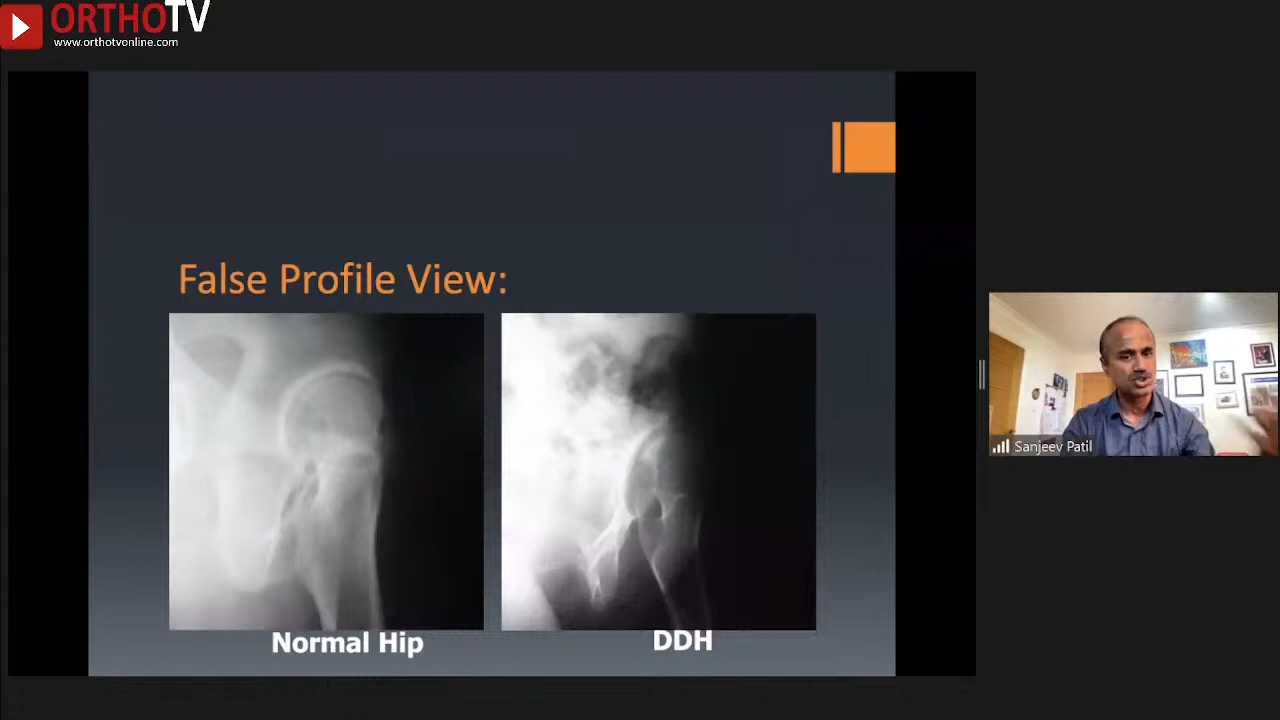 ORTHOTV
www.orthotvonline.com
False Profile View:
Normal Hip
DDH
Sanjeev Patil